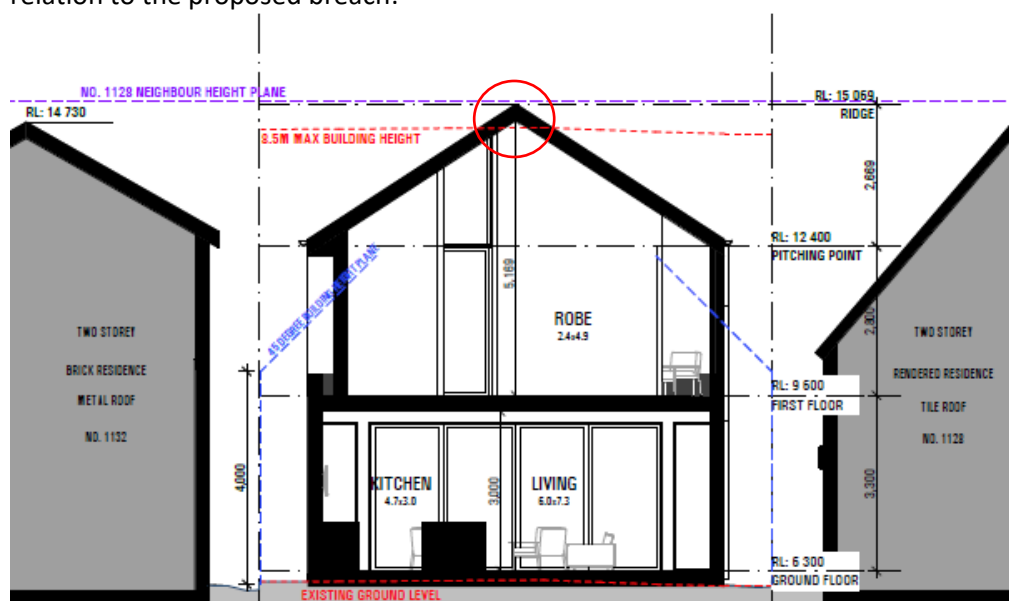 relation to the proposed breach.
NO. 1128 NEIGHBOUR HEIGHT PLANE
RL: 14 730
RL: 15 069
RIDGE
8.5M MAX BUILDING HEIGHT
2,669
RL: 12 400
PITCHING POINT
45 DEGREE BUILDING HEIGHT PLANE
5,169
ROBE
2.4x4.9
2,800
TWO STOREY
BRICK RESIDENCE
METAL ROOF
NO. 1132
TWO STOREY
RENDERED RESIDENCE
TILE ROOF
NO. 1128
RL: 9 600
FIRST FLOOR
4,000
KITCHEN
4.7x3.0
3,000
LIVING
6.0x7.3
3,300
RL: 6 300
GROUND FLOOR
EXISTING GROUND LEVEL